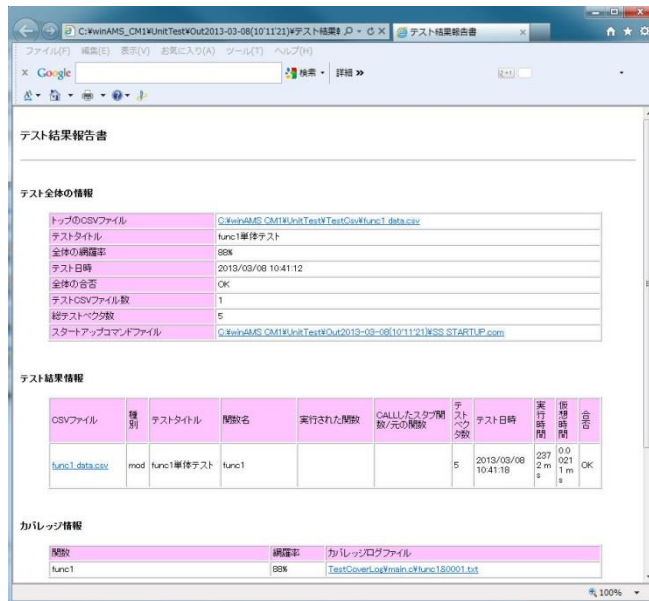 C:¥winAMS_CM1¥UnitTest¥Out2013-03-08(10'11'21)¥テスト結果
テスト結果報告書
ファイル(F) 編集(E) 表示(V) お気に入り(A) ツール(T) ヘルプ(H)
Google
検索
詳細 »
テスト結果報告書
テスト全体の情報
トップのCSVファイル C:¥winAMS_CM1¥UnitTest¥TestCsv¥func1_data.csv
テストタイトル func1単体テスト
全体の網羅率 88%
テスト日時 2013/03/08 10:41:12
全体の合否 OK
テストCSVファイル数 1
総テストベクタ数 5
スタートアップコマンドファイル C:¥winAMS_CM1¥UnitTest¥Out2013-03-08(10'11'21)¥SS_STARTUP.com
テスト結果情報
CSVファイル 種別 テストタイトル 関数名 実行された関数 CALLしたスタブ関数/元の関数 テストベクタ数 テスト日時 実行時間 仮想時間 合否
func1_data.csv mod func1単体テスト func1 5 2013/03/08 10:41:18 2372 ms 0.00211 ms OK
カバレッジ情報
関数 網羅率 カバレッジログファイル
func1 88% TestCoverLog¥main.c¥func1&0001.txt
100%